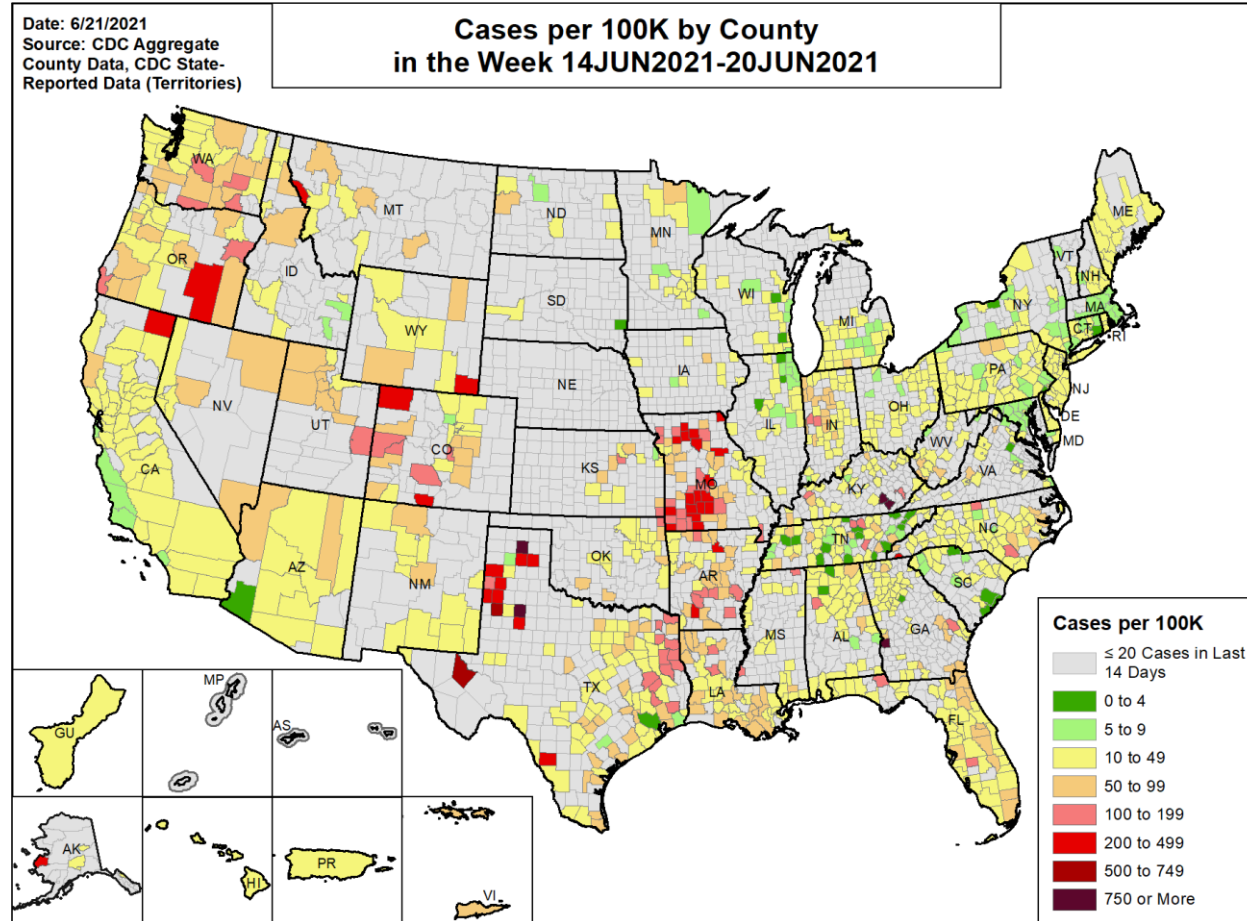 Date: 6/21/2021
Source: CDC Aggregate
County Data, CDC State-
Reported Data (Territories)
Cases per 100K by County
in the Week 14JUN2021-20JUN2021
WA
MT
ND
MN
ME
OR
ID
SD
WI
MI
VT
NH
NY
MA
CT
RI
WY
IA
NE
PA
NJ
NV
UT
CO
IL
IN
OH
DE
MD
WV
CA
KS
MO
KY
VA
AZ
NM
OK
AR
TN
NC
SC
TX
LA
MS
AL
GA
FL
GU
MP
AS
AK
HI
PR
VI
Cases per 100K
≤ 20 Cases in Last
14 Days
0 to 4
5 to 9
10 to 49
50 to 99
100 to 199
200 to 499
500 to 749
750 or More